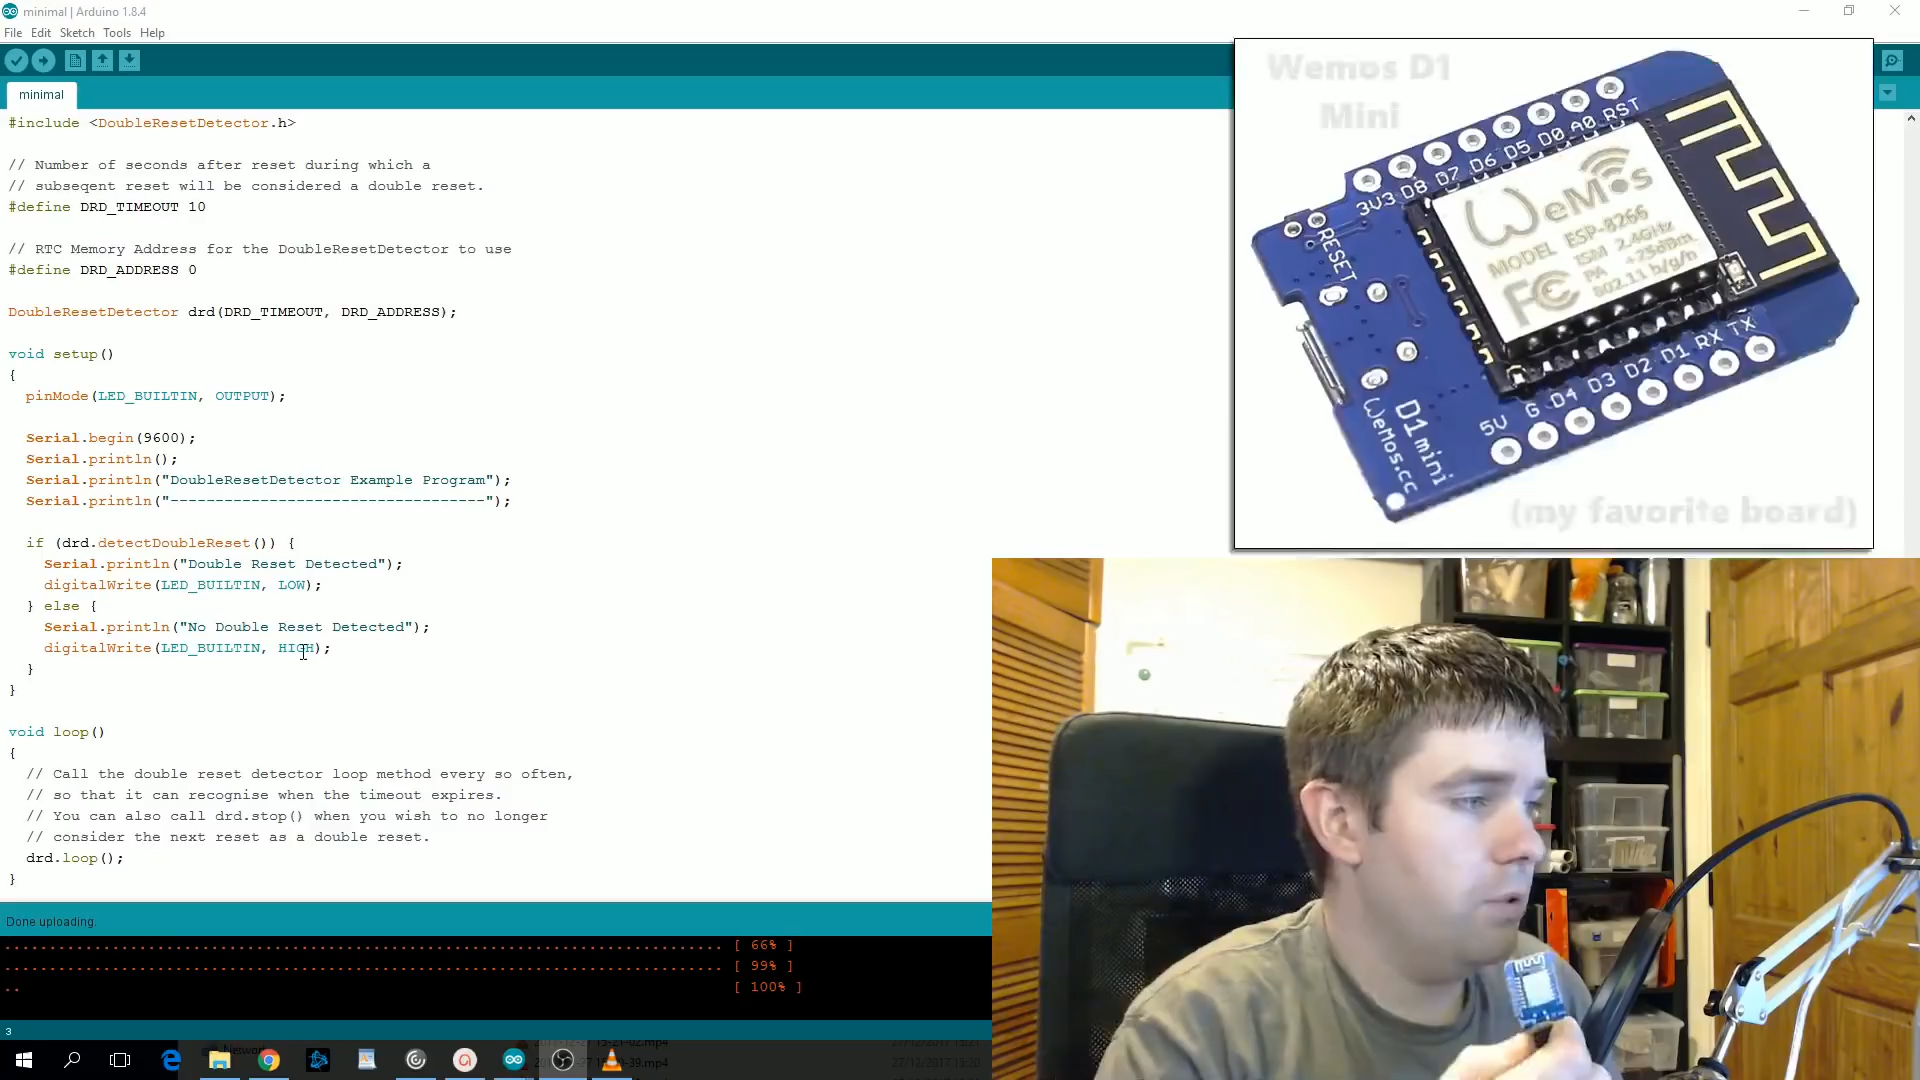 minimal | Arduino 1.8.4
File Edit Sketch Tools Help
minimal
#include <DoubleResetDetector.h>
// Number of seconds after reset during which a
// subseqent reset will be considered a double reset.
#define DRD_TIMEOUT 10
// RTC Memory Address for the DoubleResetDetector to use
#define DRD_ADDRESS 0
DoubleResetDetector drd(DRD_TIMEOUT, DRD_ADDRESS);
void setup()
{
pinMode(LED_BUILTIN, OUTPUT);
Serial.begin(9600);
Serial.println();
Serial.println("DoubleResetDetector Example Program");
Serial.println("-----------------------------------");
if (drd.detectDoubleReset()) {
Serial.println("Double Reset Detected");
digitalWrite(LED_BUILTIN, LOW);
} else {
Serial.println("No Double Reset Detected");
digitalWrite(LED_BUILTIN, HIGH);
}
}
void loop()
{
// Call the double reset detector loop method every so often,
// so that it can recognise when the timeout expires.
// You can also call drd.stop() when you wish to no longer
// consider the next reset as a double reset.
drd.loop();
}
Done uploading.
................................................................................ [ 66% ]
................................................................................ [ 99% ]
.. [ 100% ]
3
Wemos D1
Mini
3V3 D8 D7 D6 D5 D0 A0 RST
RESET
WeMos
MODEL ESP-8266
ISM 2.4GHz
PA +25dBm
802.11 b/g/n
FC
5V G D4 D3 D2 D1 RX TX
D1 mini
WeMos.cc
(my favorite board)